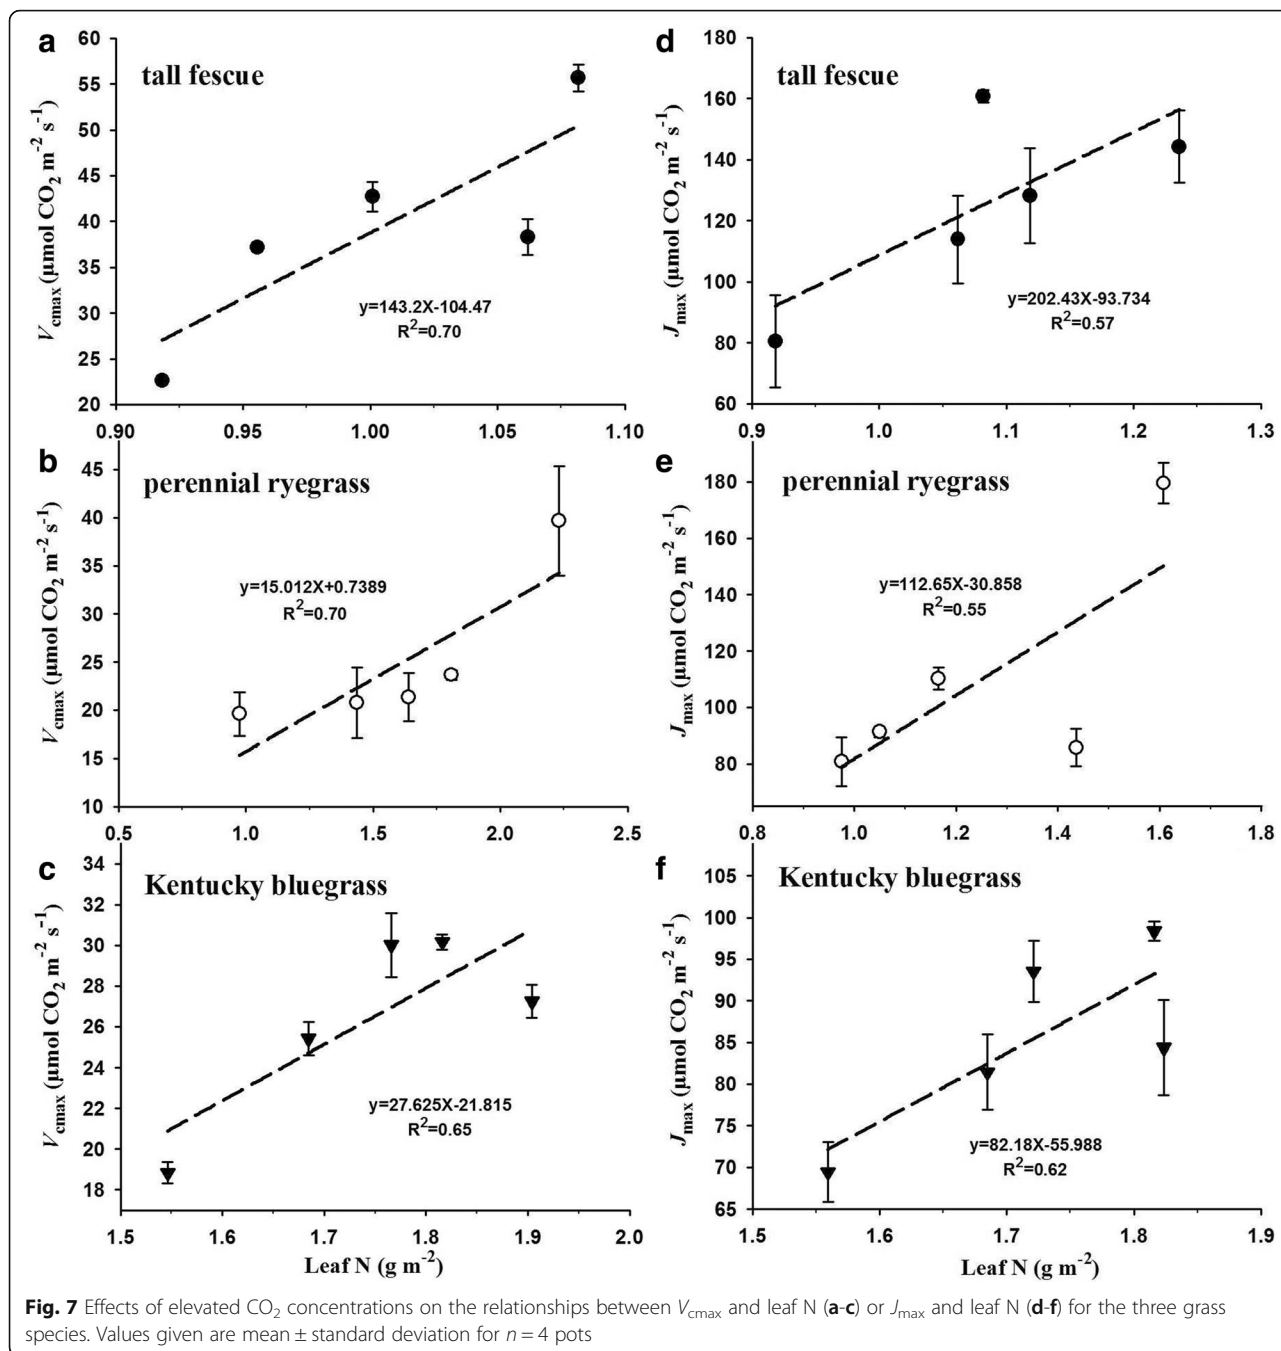 a
tall fescue
V_cmax (μmol CO₂ m⁻² s⁻¹)
60
55
50
45
40
35
30
25
20
y=143.2X-104.47
R²=0.70
0.90 0.95 1.00 1.05 1.10
d
tall fescue
J_max (μmol CO₂ m⁻² s⁻¹)
180
160
140
120
100
80
60
y=202.43X-93.734
R²=0.57
0.9 1.0 1.1 1.2 1.3
b
perennial ryegrass
V_cmax (μmol CO₂ m⁻² s⁻¹)
45
40
35
30
25
20
15
10
y=15.012X+0.7389
R²=0.70
0.5 1.0 1.5 2.0 2.5
e
perennial ryegrass
J_max (μmol CO₂ m⁻² s⁻¹)
180
160
140
120
100
80
y=112.65X-30.858
R²=0.55
0.8 1.0 1.2 1.4 1.6 1.8
c
Kentucky bluegrass
V_cmax (μmol CO₂ m⁻² s⁻¹)
34
32
30
28
26
24
22
20
18
y=27.625X-21.815
R²=0.65
1.5 1.6 1.7 1.8 1.9 2.0
Leaf N (g m⁻²)
f
Kentucky bluegrass
J_max (μmol CO₂ m⁻² s⁻¹)
105
100
95
90
85
80
75
70
65
y=82.18X-55.988
R²=0.62
1.5 1.6 1.7 1.8 1.9
Leaf N (g m⁻²)
Fig. 7 Effects of elevated CO₂ concentrations on the relationships between V_cmax and leaf N (a-c) or J_max and leaf N (d-f) for the three grass
species. Values given are mean ± standard deviation for n = 4 pots